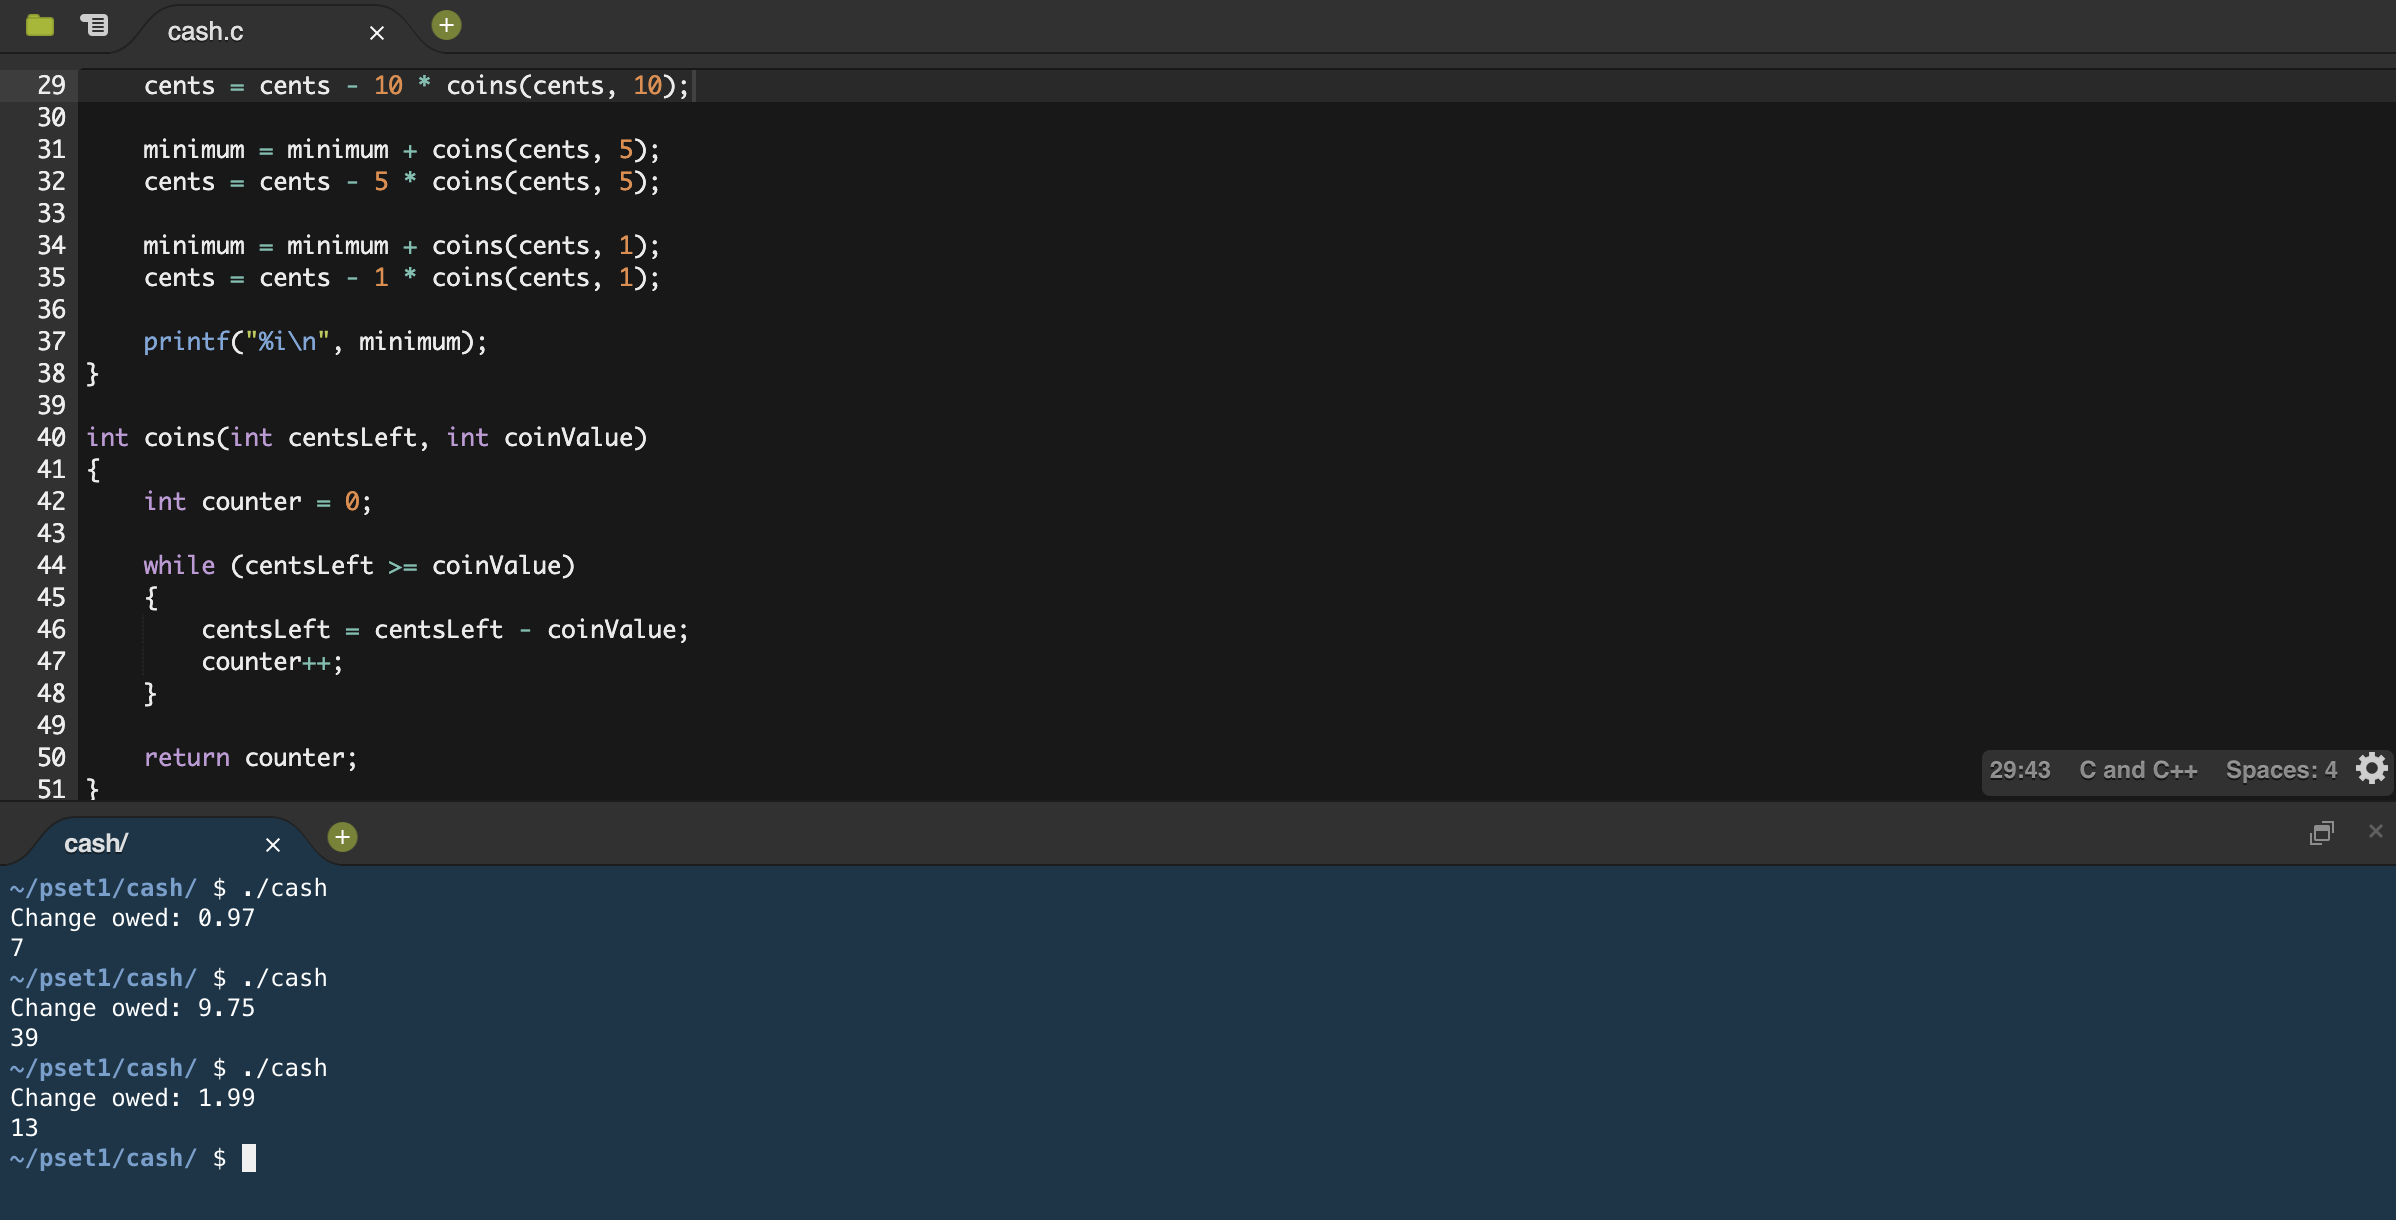 cash.c
29     cents = cents - 10 * coins(cents, 10);
30
31     minimum = minimum + coins(cents, 5);
32     cents = cents - 5 * coins(cents, 5);
33
34     minimum = minimum + coins(cents, 1);
35     cents = cents - 1 * coins(cents, 1);
36
37     printf("%i\n", minimum);
38 }
39
40 int coins(int centsLeft, int coinValue)
41 {
42     int counter = 0;
43
44     while (centsLeft >= coinValue)
45     {
46         centsLeft = centsLeft - coinValue;
47         counter++;
48     }
49
50     return counter;
51 }
29:43 C and C++ Spaces: 4
cash/
~/pset1/cash/ $ ./cash
Change owed: 0.97
7
~/pset1/cash/ $ ./cash
Change owed: 9.75
39
~/pset1/cash/ $ ./cash
Change owed: 1.99
13
~/pset1/cash/ $